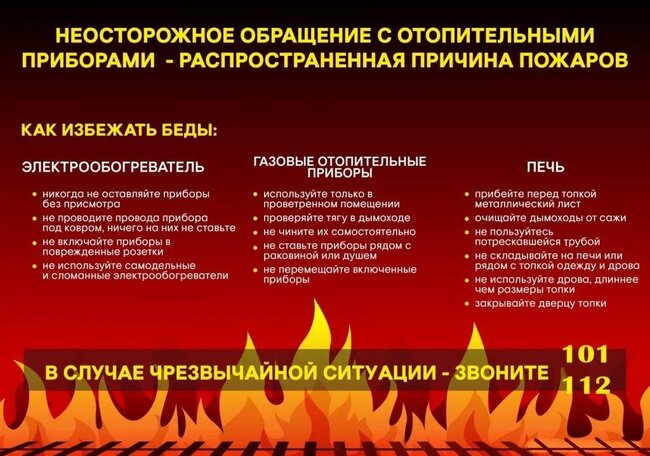 НЕОСТОРОЖНОЕ ОБРАЩЕНИЕ С ОТОПИТЕЛЬНЫМИ
ПРИБОРАМИ - РАСПРОСТРАНЕННАЯ ПРИЧИНА ПОЖАРОВ
КАК ИЗБЕЖАТЬ БЕДЫ:
ЭЛЕКТРООБОГРЕВАТЕЛЬ
• никогда не оставляйте приборы
без присмотра
• не проводите провода прибора
под ковром, ничего на них не ставьте
• не включайте приборы в
поврежденные розетки
• не используйте самодельные
и сломанные электрообогреватели
ГАЗОВЫЕ ОТОПИТЕЛЬНЫЕ
ПРИБОРЫ
• используйте только в
проветренном помещении
• проверяйте тягу в дымоходе
• не чините их самостоятельно
• не ставьте приборы рядом с
раковиной или душем
• не перемещайте включенные
приборы
ПЕЧЬ
• прибейте перед топкой
металлический лист
• очищайте дымоходы от сажи
• не пользуйтесь
потрескавшейся трубой
• не складывайте на печи или
рядом с топкой одежду и дрова
• не используйте дрова, длиннее
чем размеры топки
• закрывайте дверцу топки
В СЛУЧАЕ ЧРЕЗВЫЧАЙНОЙ СИТУАЦИИ - ЗВОНИТЕ
101
112